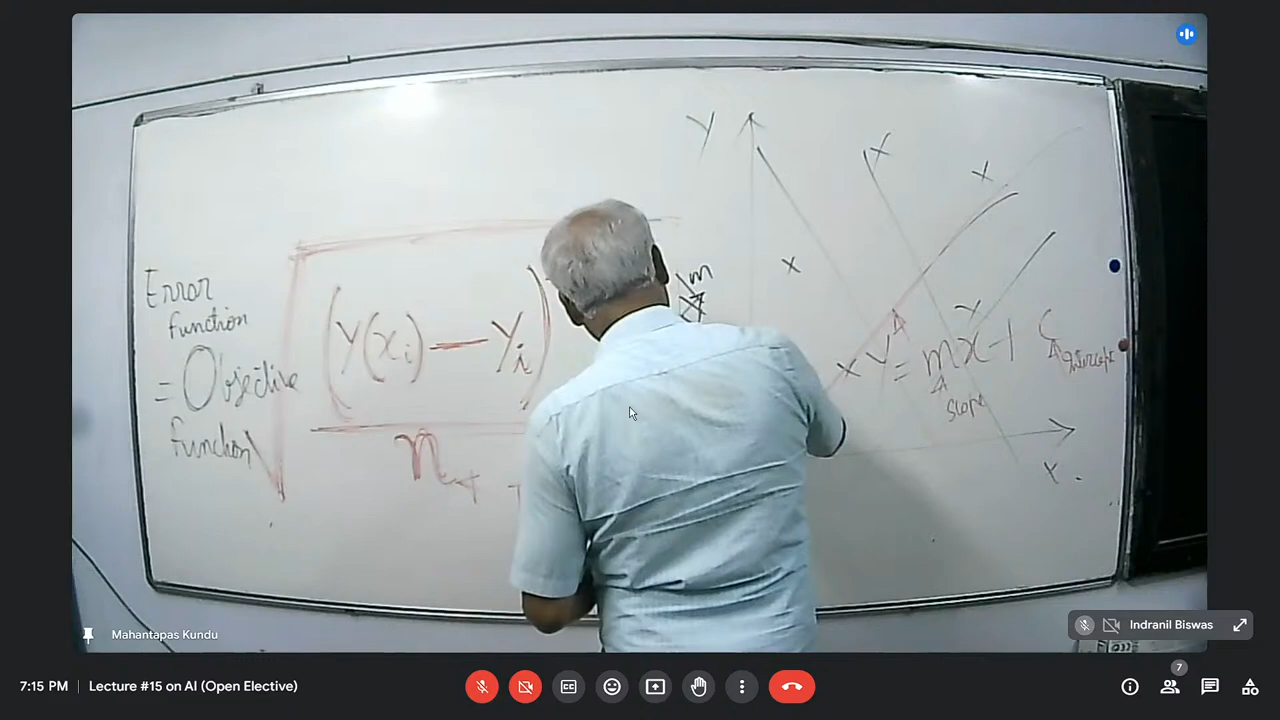 Y
Error
function
= Objective
function
(Y(xi) — Yi)
n
m
Y = mx + C
slope
Intercept
X
Mahantapas Kundu
Indranil Biswas
7:15 PM | Lecture #15 on AI (Open Elective)
CC
7